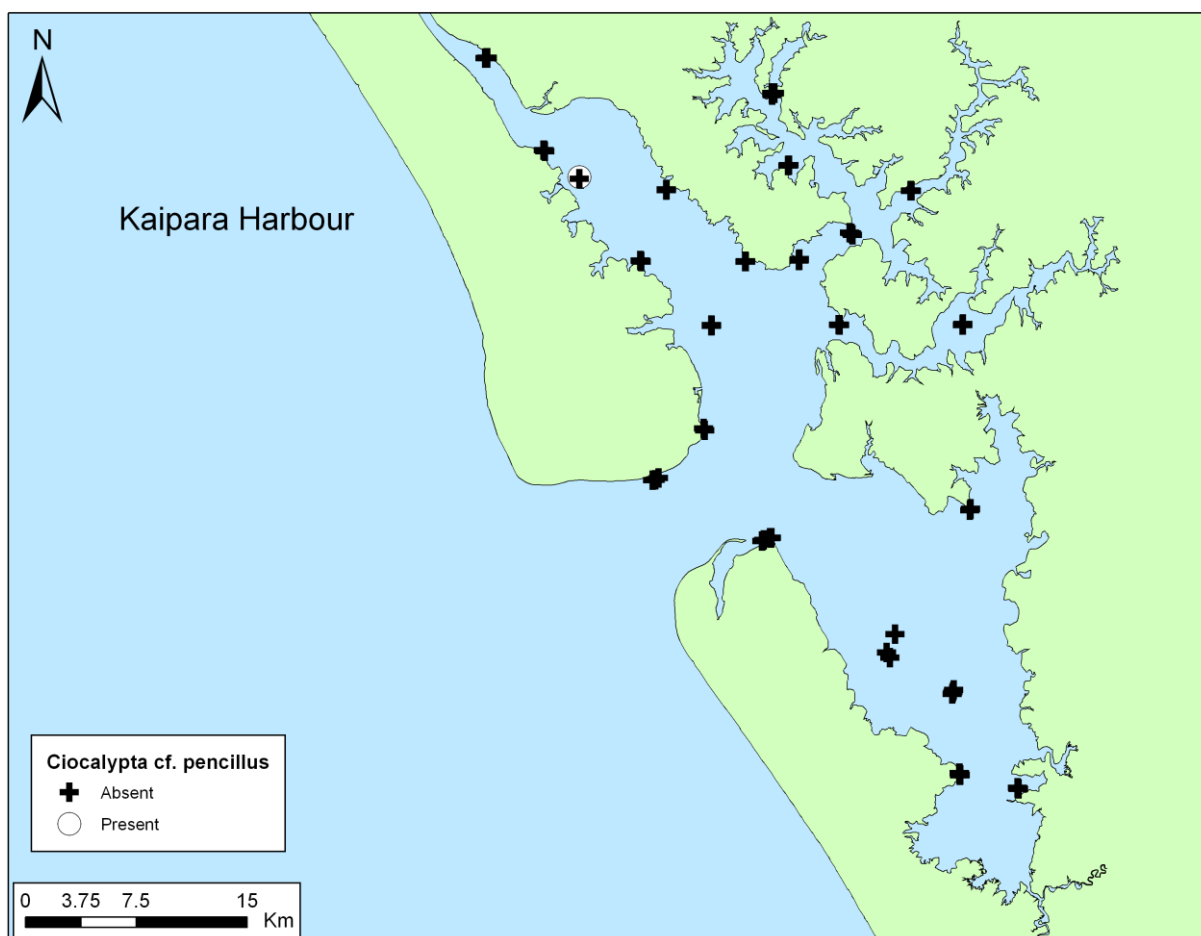 N
Kaipara Harbour
Ciocalypta cf. pencillus
Absent
Present
0 3.75 7.5 15
Km